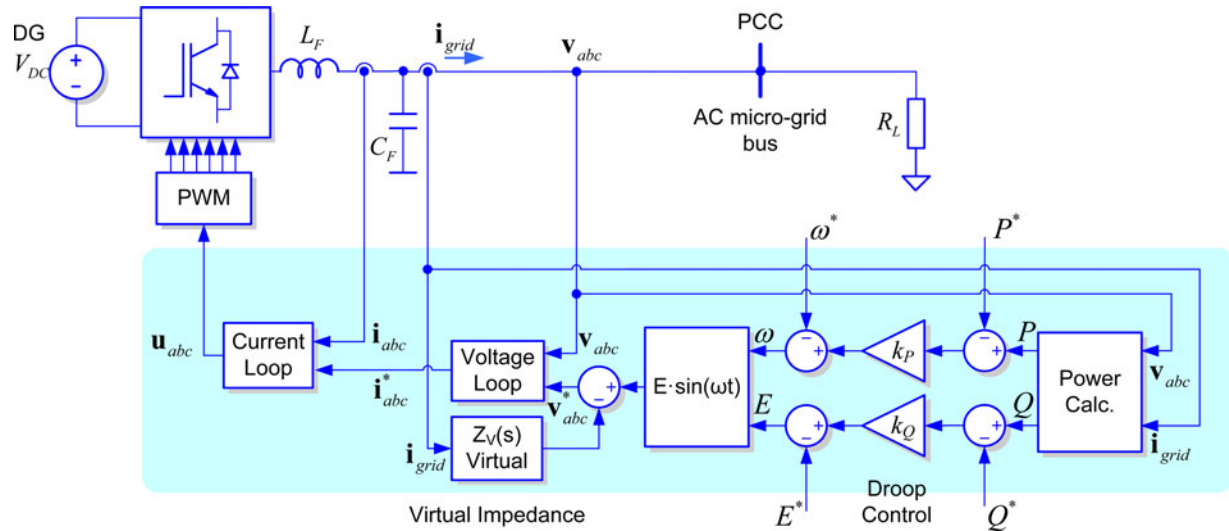 DG
V_DC
+
−
L_F
i_grid
v_abc
PCC
AC micro-grid
bus
R_L
C_F
PWM
ω*
P*
u_abc
Current
Loop
i_abc
i*_abc
v_abc
Voltage
Loop
v*_abc
−
+
E·sin(ωt)
ω
−
+
k_P
−
+
P
Power
Calc.
v_abc
E
+
−
k_Q
+
−
Q
i_grid
i_grid
Z_V(s)
Virtual
Virtual Impedance
E*
Droop
Control
Q*